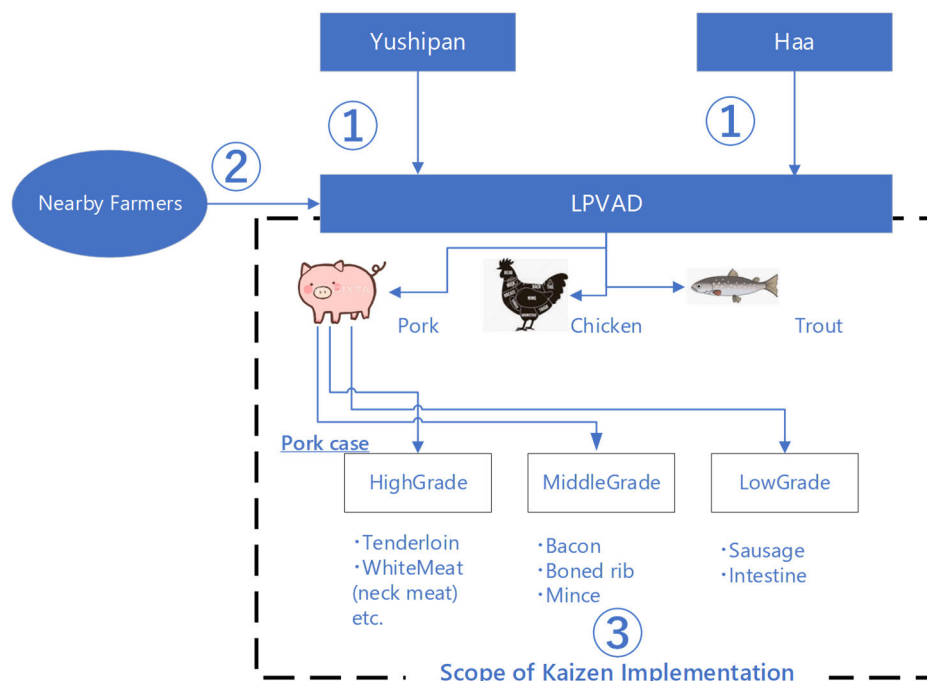 Yushipan
Haa
①
①
②
Nearby Farmers
LPVAD
Pork
Chicken
Trout
Pork case
HighGrade
MiddleGrade
LowGrade
・Tenderloin
・WhiteMeat
(neck meat)
etc.
・Bacon
・Boned rib
・Mince
・Sausage
・Intestine
③
Scope of Kaizen Implementation